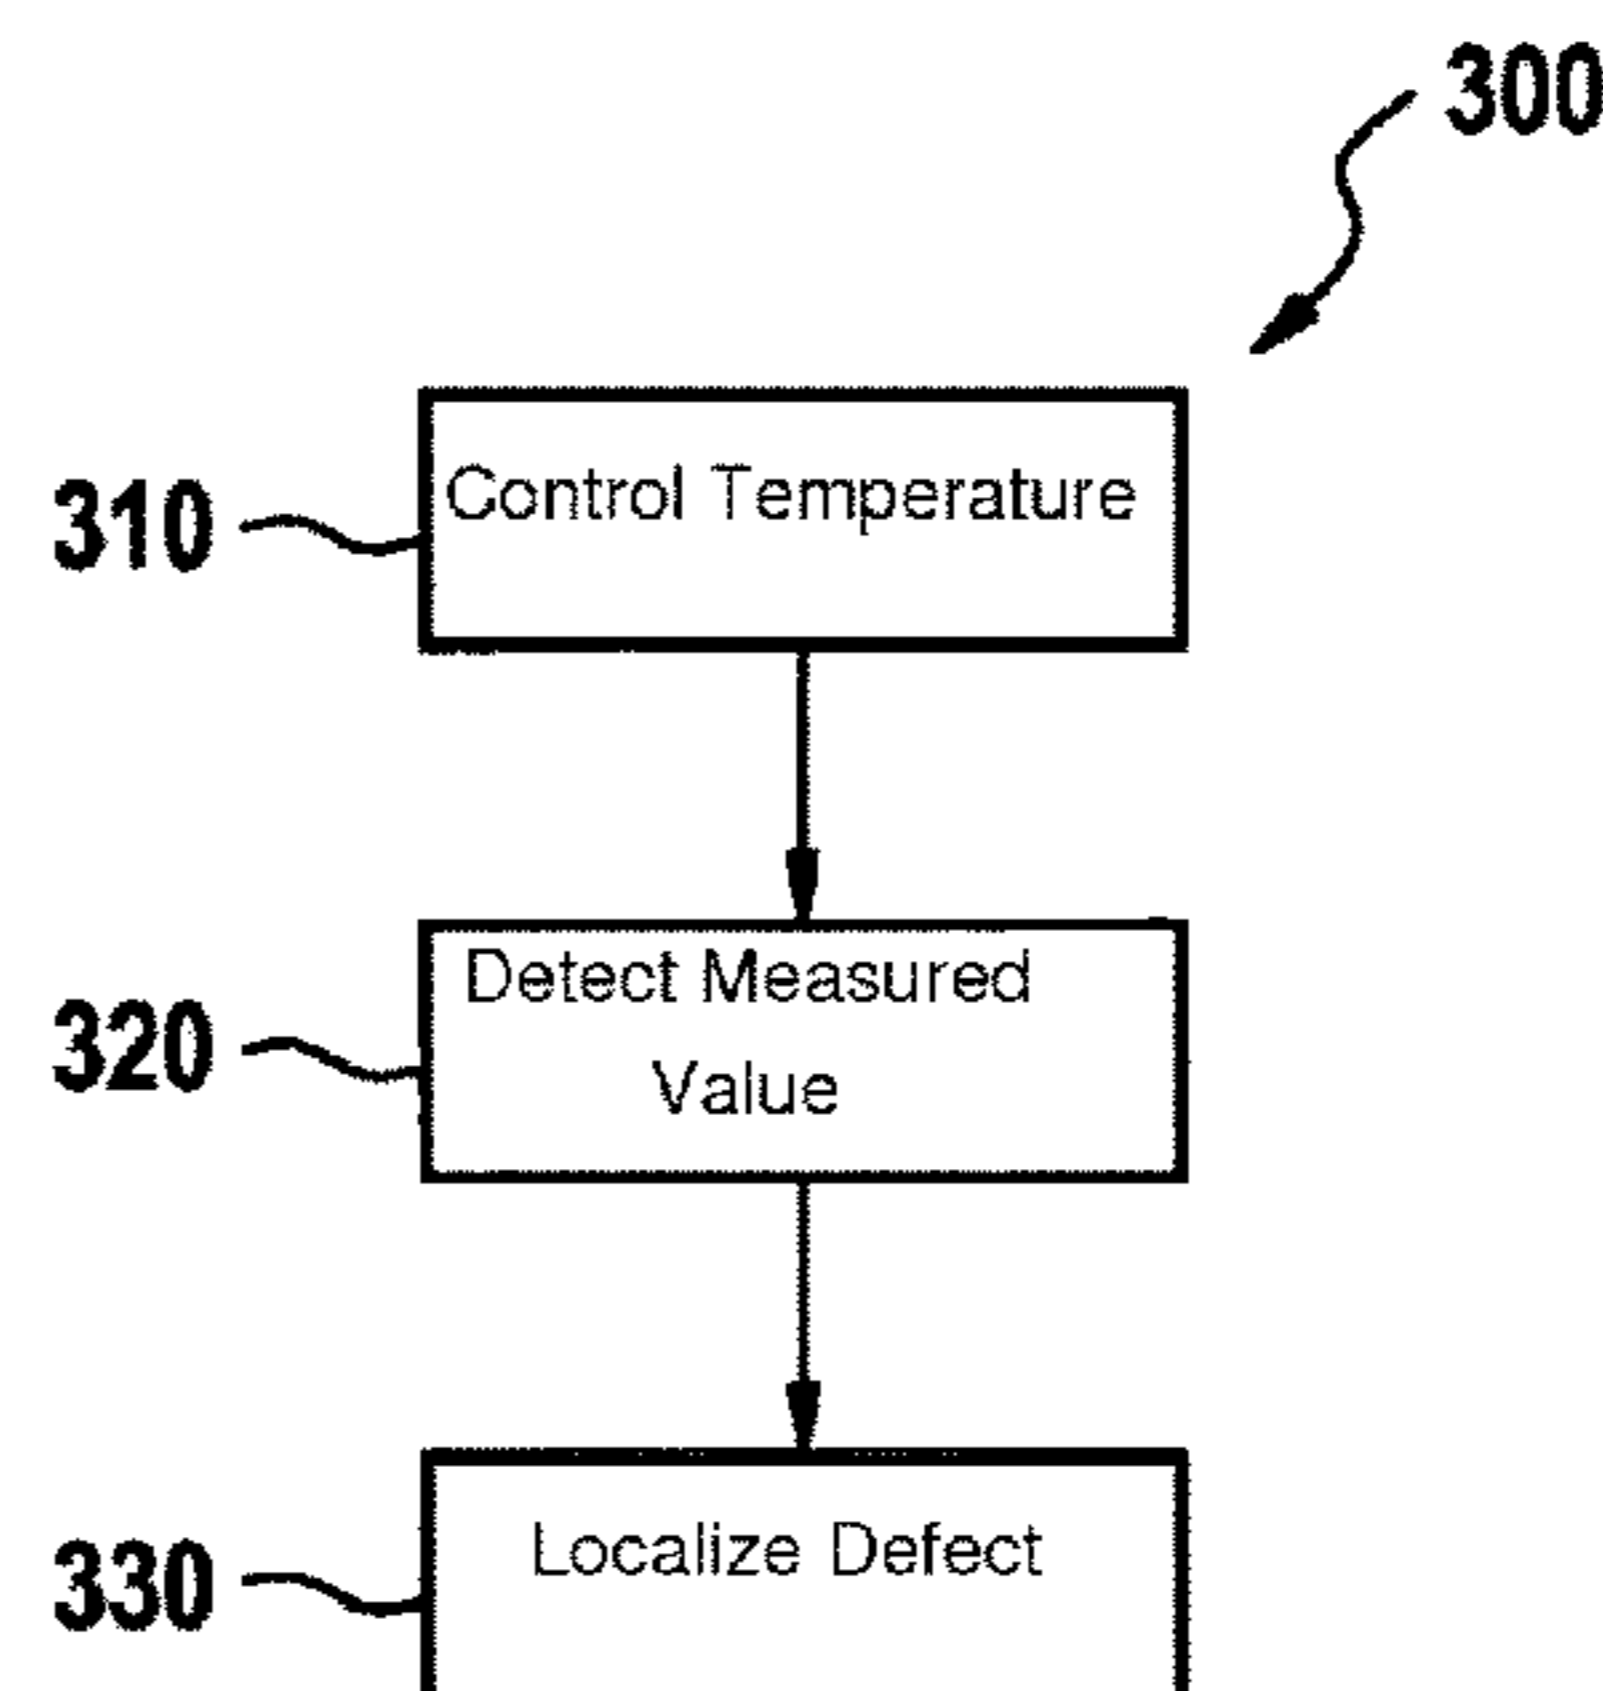 300
310
Control Temperature
320
Detect Measured
Value
330
Localize Defect